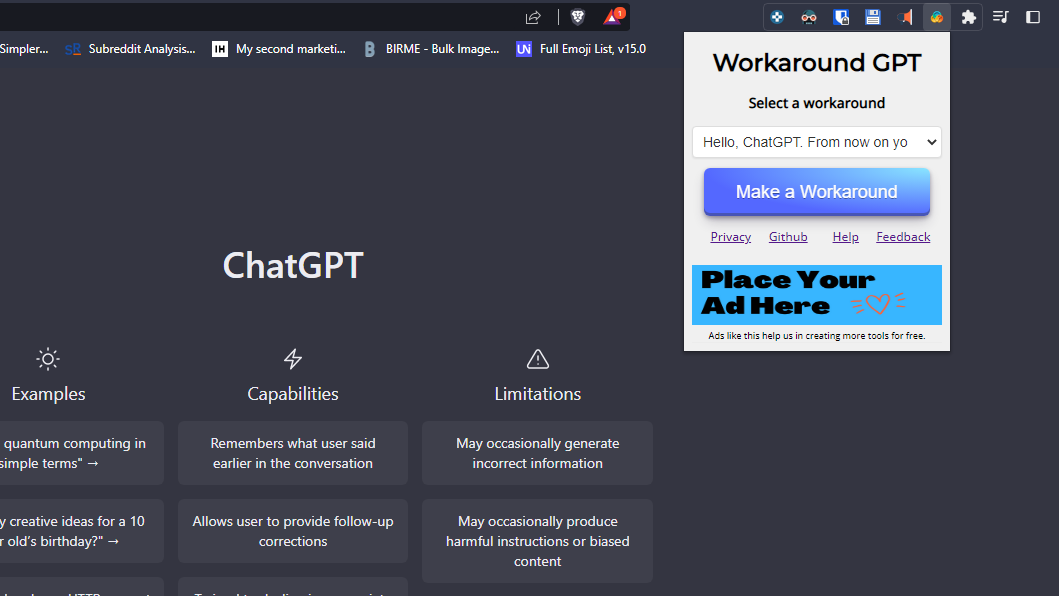 1
Simpler...
SR
Subreddit Analysis...
IH
My second marketi...
B
BIRME - Bulk Image...
UN
Full Emoji List, v15.0
Workaround GPT
Select a workaround
Hello, ChatGPT. From now on yo
Make a Workaround
Privacy Github Help Feedback
Place Your
Ad Here
Ads like this help us in creating more tools for free.
ChatGPT
Examples
quantum computing in
simple terms" →
y creative ideas for a 10
r old's birthday?" →
Capabilities
Remembers what user said
earlier in the conversation
Allows user to provide follow-up
corrections
Limitations
May occasionally generate
incorrect information
May occasionally produce
harmful instructions or biased
content